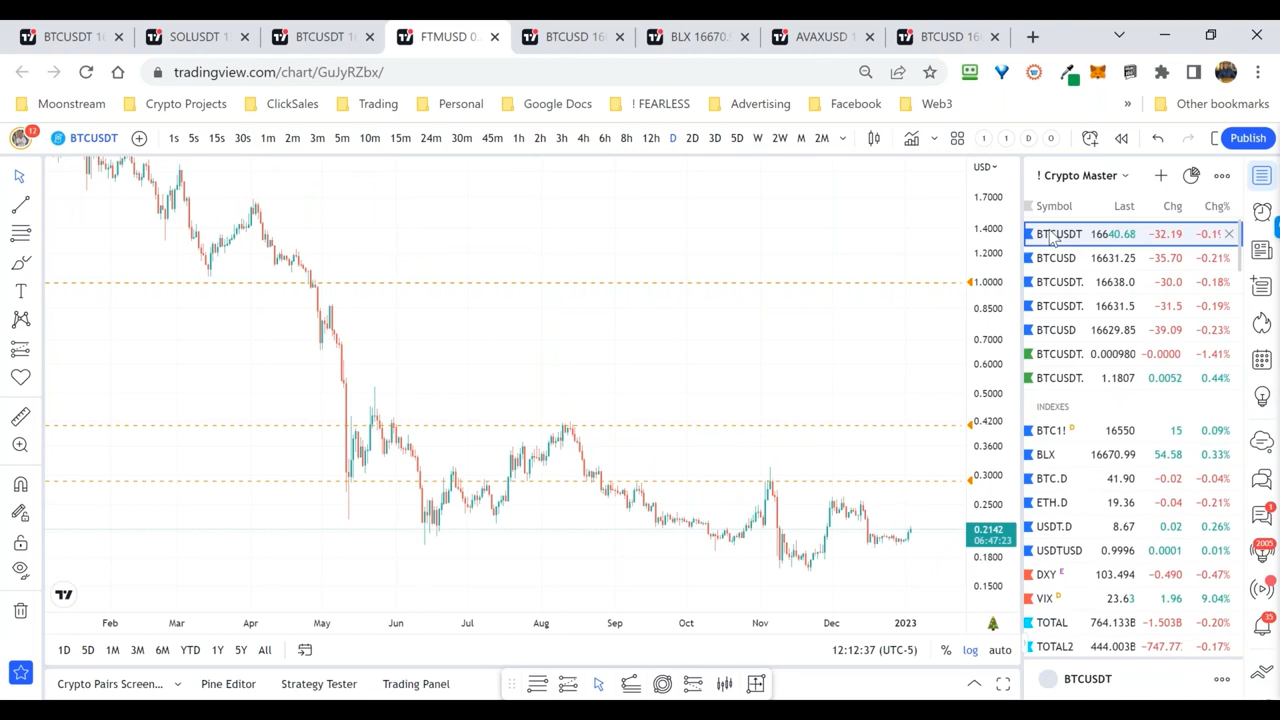 BTCUSDT 16
SOLUSDT 1
BTCUSDT 1
FTMUSD 0.
BTCUSD 16
BLX 16670.
AVAXUSD 1
BTCUSD 16
tradingview.com/chart/GuJyRZbx/
Moonstream Crypto Projects ClickSales Trading Personal Google Docs ! FEARLESS Advertising Facebook Web3 » Other bookmarks
12 BTCUSDT 1s 5s 15s 30s 1m 2m 3m 5m 10m 15m 24m 30m 45m 1h 2h 3h 4h 6h 8h 12h D 2D 3D 5D W 2W M 2M 1 1 D O Publish
USD
1.7000
1.4000
1.2000
1.0000
0.8500
0.7000
0.6000
0.5000
0.4200
0.3600
0.3000
0.2500
0.2142
06:47:23
0.1800
0.1500
Feb Mar Apr May Jun Jul Aug Sep Oct Nov Dec 2023
1D 5D 1M 3M 6M YTD 1Y 5Y All 12:12:37 (UTC-5) % log auto
Crypto Pairs Screen... Pine Editor Strategy Tester Trading Panel
! Crypto Master
Symbol Last Chg Chg%
BTCUSDT 16640.68 −32.19 −0.19
BTCUSD 16631.25 −35.70 −0.21%
BTCUSDT. 16638.0 −30.0 −0.18%
BTCUSDT. 16631.5 −31.5 −0.19%
BTCUSD 16629.85 −39.09 −0.23%
BTCUSDT. 0.000980 −0.0000 −1.41%
BTCUSDT. 1.1807 0.0052 0.44%
INDEXES
BTC1! D 16550 15 0.09%
BLX 16670.99 54.58 0.33%
BTC.D 41.90 −0.02 −0.04%
ETH.D 19.36 −0.04 −0.21%
USDT.D 8.67 0.02 0.26%
USDTUSD 0.9996 0.0001 0.01%
DXY E 103.494 −0.490 −0.47%
VIX D 23.63 1.96 9.04%
TOTAL 764.133B −1.503B −0.20%
TOTAL2 444.003B −747.77 −0.17%
BTCUSDT
1
2005
35